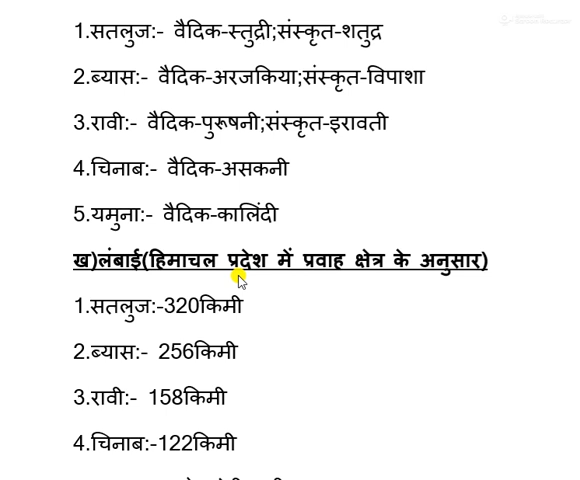 1.सतलुज:- वैदिक-स्तुद्री;संस्कृत-शतुद्र
2.ब्यास:- वैदिक-अरजकिया;संस्कृत-विपाशा
3.रावी:- वैदिक-पुरूषनी;संस्कृत-इरावती
4.चिनाब:- वैदिक-असकनी
5.यमुना:- वैदिक-कालिंदी
ख)लंबाई(हिमाचल प्रदेश में प्रवाह क्षेत्र के अनुसार)
1.सतलुज:-320किमी
2.ब्यास:- 256किमी
3.रावी:- 158किमी
4.चिनाब:-122किमी